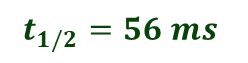 t₁/₂ = 56 ms